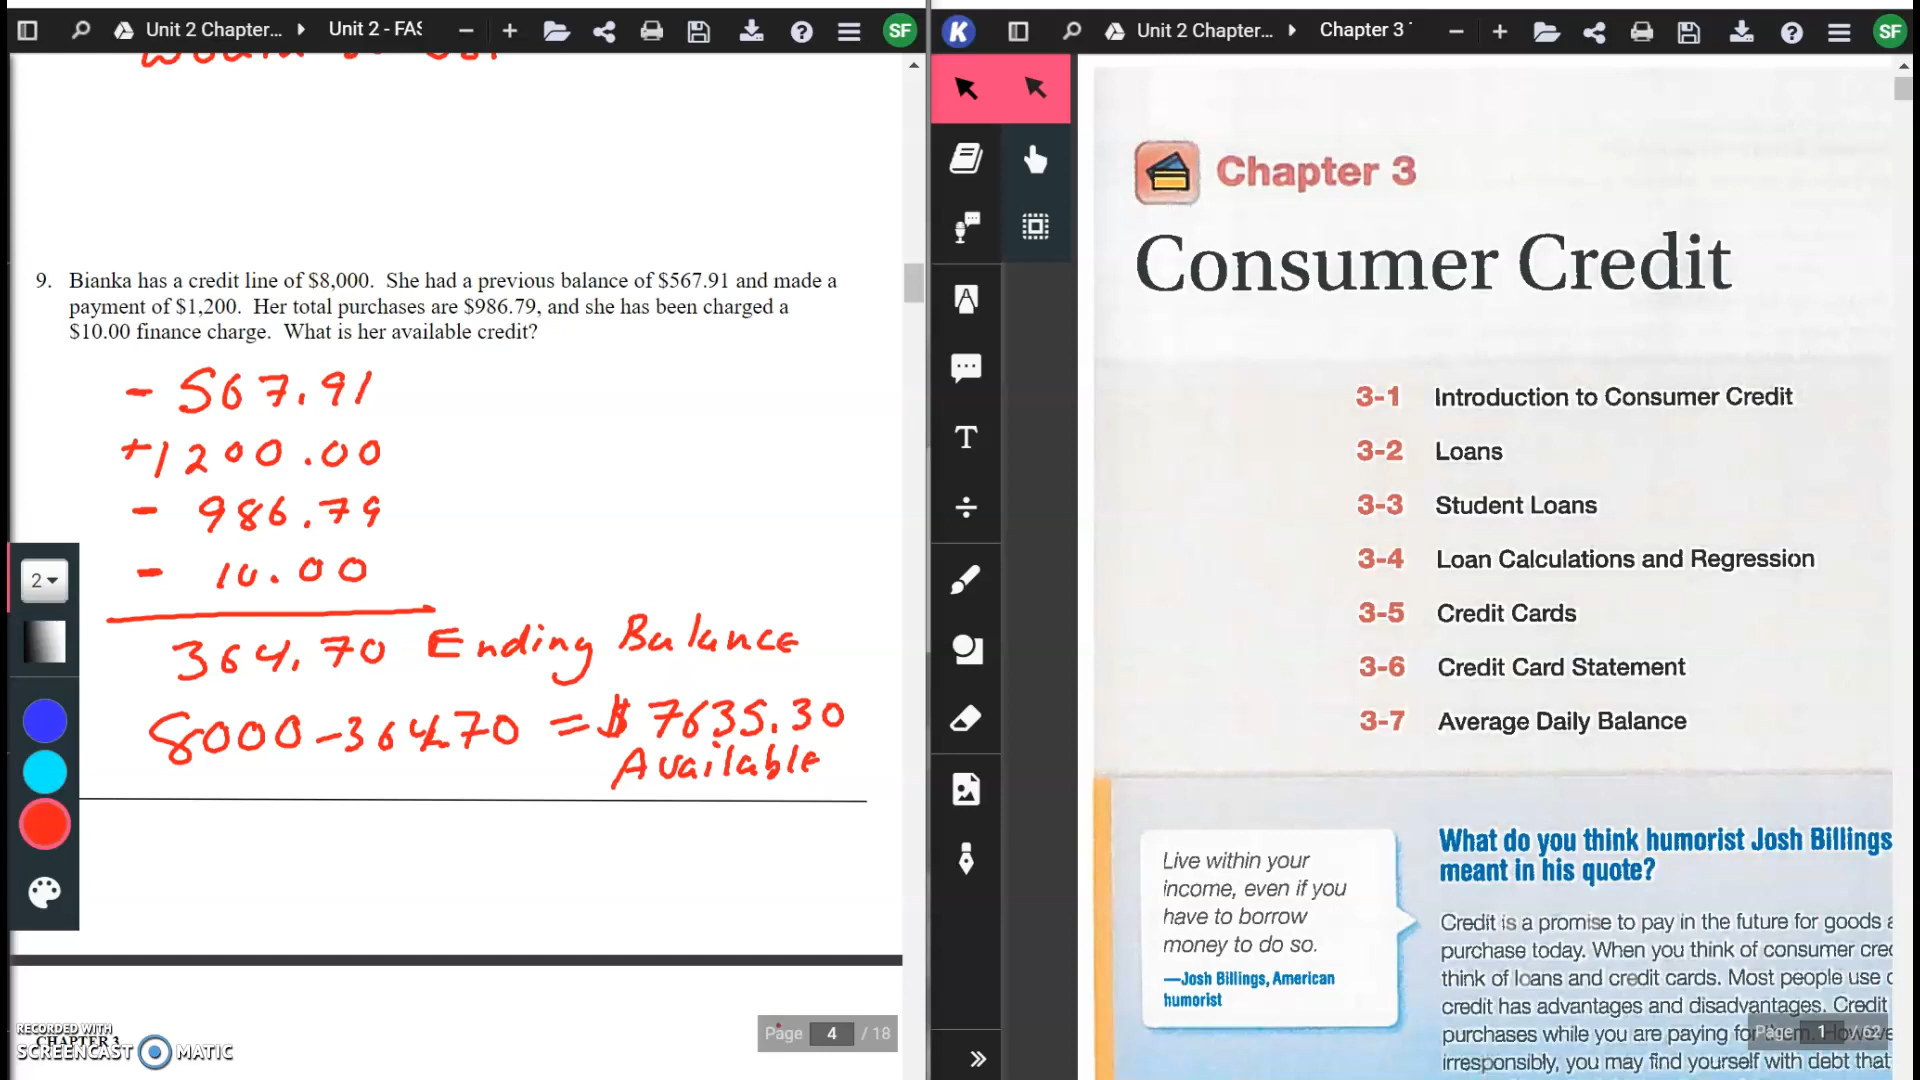 Unit 2 Chapter... Unit 2 - FAS SF
9. Bianka has a credit line of $8,000. She had a previous balance of $567.91 and made a
payment of $1,200. Her total purchases are $986.79, and she has been charged a
$10.00 finance charge. What is her available credit?
- 567.91
+1200.00
- 986.79
- 10.00
364.70 Ending Balance
8000-364.70 = $7635.30
Available
2
CHAPTER 3
RECORDED WITH
SCREENCAST MATIC
Page 4 / 18
K Unit 2 Chapter... Chapter 3 SF
Chapter 3
Consumer Credit
3-1 Introduction to Consumer Credit
3-2 Loans
3-3 Student Loans
3-4 Loan Calculations and Regression
3-5 Credit Cards
3-6 Credit Card Statement
3-7 Average Daily Balance
Live within your
income, even if you
have to borrow
money to do so.
—Josh Billings, American
humorist
What do you think humorist Josh Billings
meant in his quote?
Credit is a promise to pay in the future for goods a
purchase today. When you think of consumer cre
think of loans and credit cards. Most people use
credit has advantages and disadvantages. Credit
purchases while you are paying for them. Howeve
irresponsibly, you may find yourself with debt that
Page 1 / 62